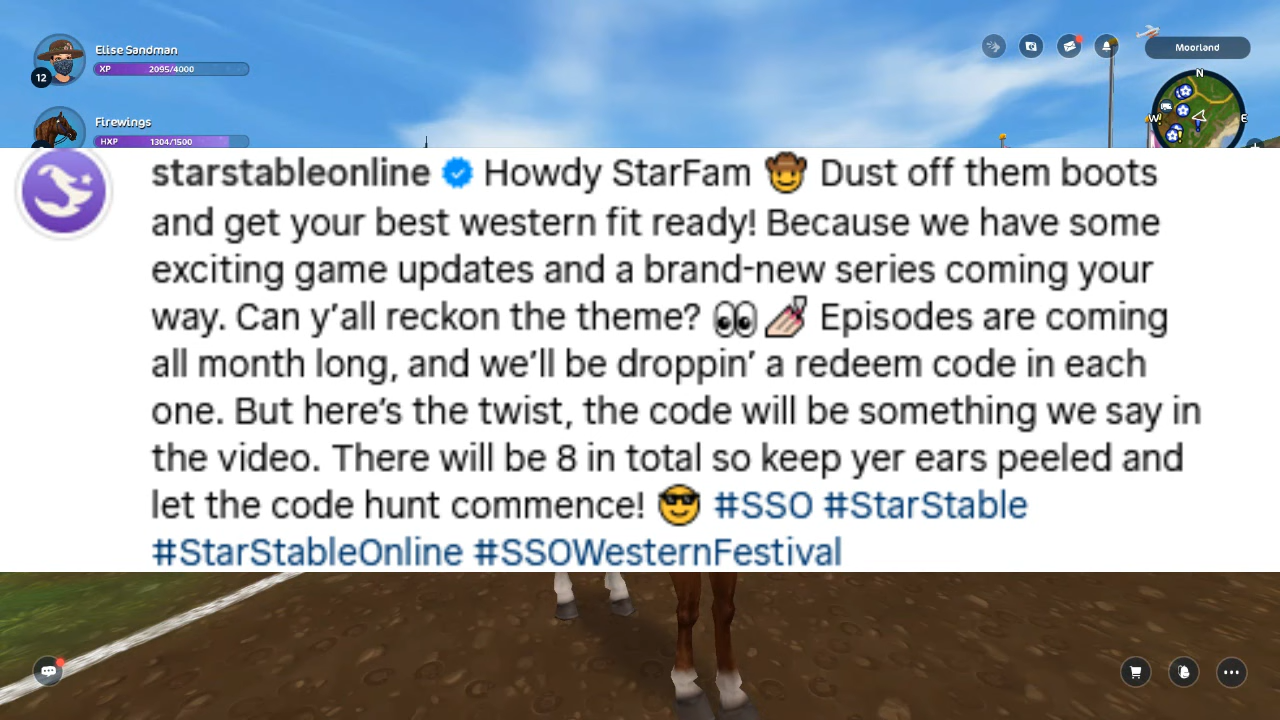 Elise Sandman
XP 2095/4000
12
Moorland
N
W
E
Firewings
HXP 1304/1500
starstableonline Howdy StarFam 🤠 Dust off them boots
and get your best western fit ready! Because we have some
exciting game updates and a brand-new series coming your
way. Can y’all reckon the theme? 👀💅🏻 Episodes are coming
all month long, and we’ll be droppin’ a redeem code in each
one. But here’s the twist, the code will be something we say in
the video. There will be 8 in total so keep yer ears peeled and
let the code hunt commence! 😎 #SSO #StarStable
#StarStableOnline #SSOWesternFestival